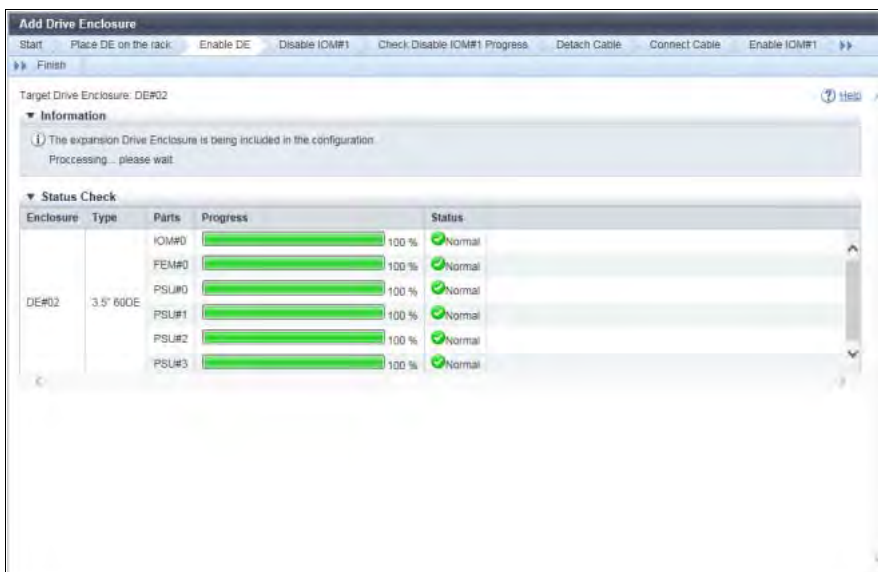 Add Drive Enclosure
Start Place DE on the rack Enable DE Disable IOM#1 Check Disable IOM#1 Progress Detach Cable Connect Cable Enable IOM#1
Finish
Target Drive Enclosure: DE#02 Help
Information
The expansion Drive Enclosure is being included in the configuration.
Proccessing... please wait.
Status Check
Enclosure Type Parts Progress Status
IOM#0 100 % Normal
FEM#0 100 % Normal
PSU#0 100 % Normal
DE#02 3.5" 60DE
PSU#1 100 % Normal
PSU#2 100 % Normal
PSU#3 100 % Normal